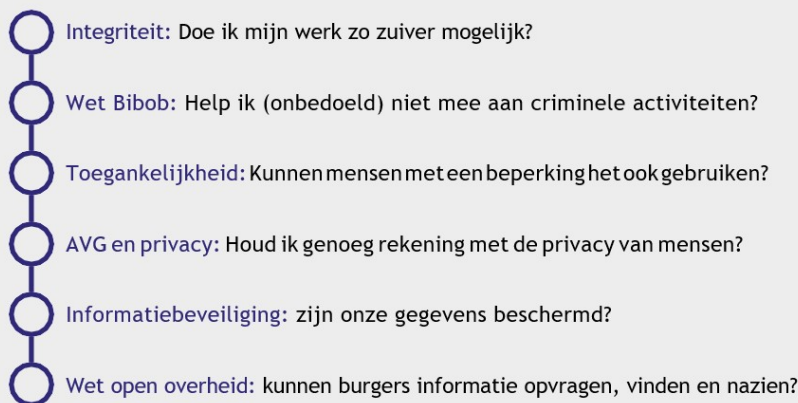 Integriteit: Doe ik mijn werk zo zuiver mogelijk?
Wet Bibob: Help ik (onbedoeld) niet mee aan criminele activiteiten?
Toegankelijkheid: Kunnen mensen met een beperking het ook gebruiken?
AVG en privacy: Houd ik genoeg rekening met de privacy van mensen?
Informatiebeveiliging: zijn onze gegevens beschermd?
Wet open overheid: kunnen burgers informatie opvragen, vinden en nazien?